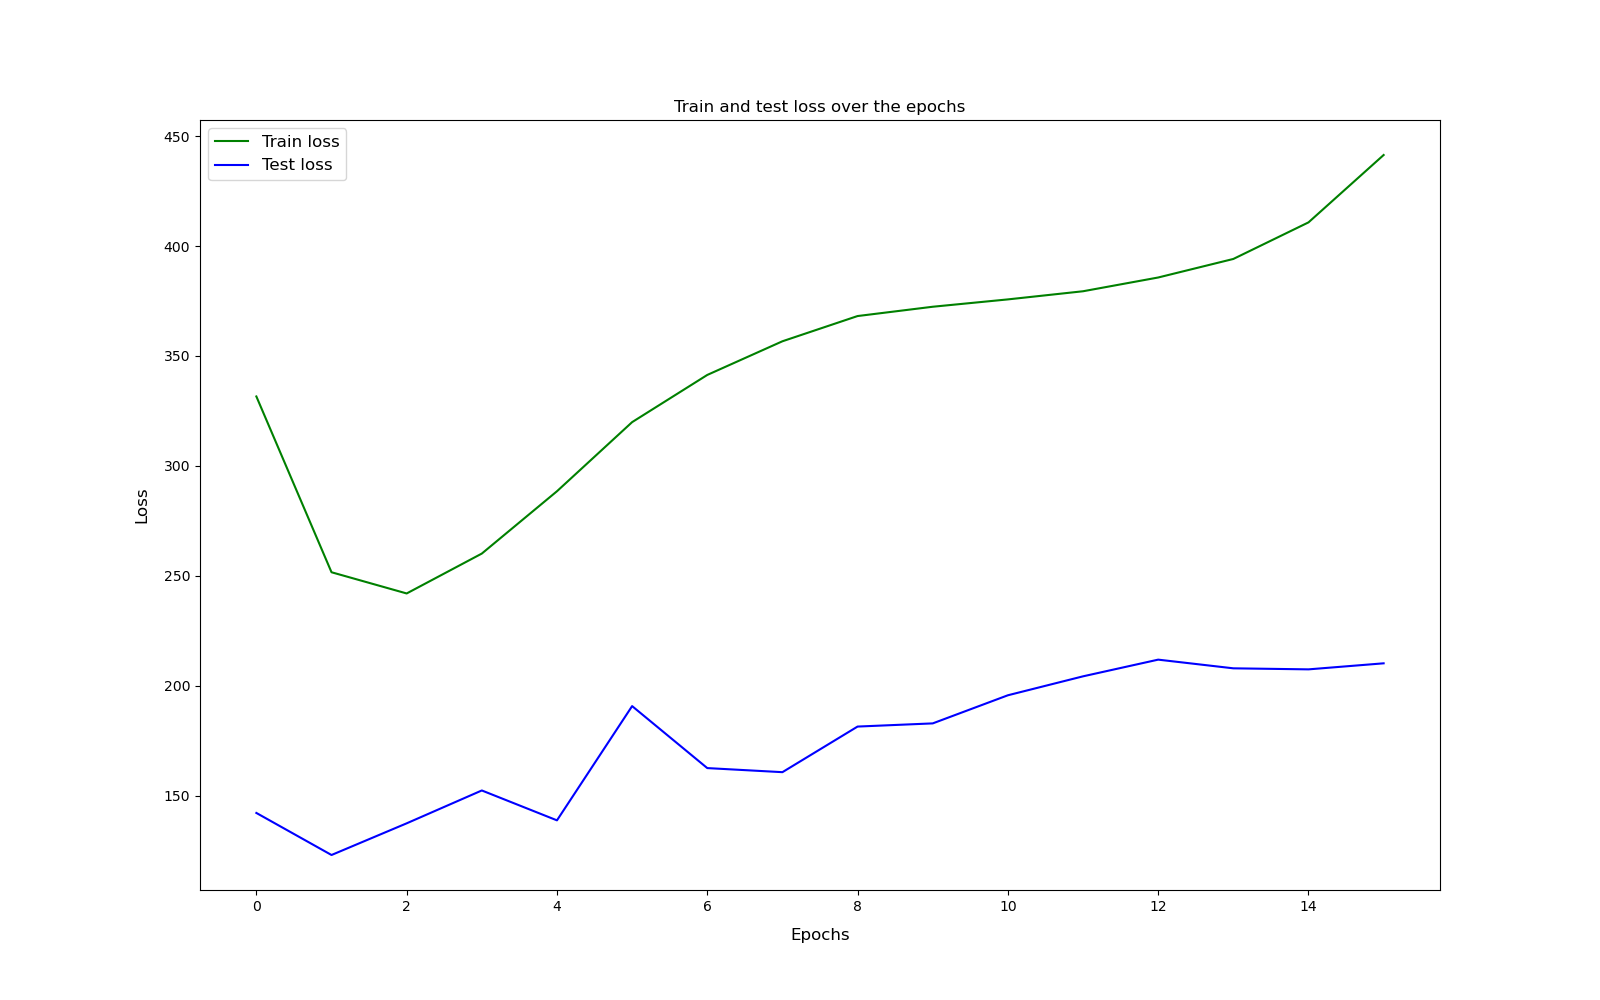 Train and test loss over the epochs
Train loss
Test loss
450
400
350
300
250
200
150
Loss
0 2 4 6 8 10 12 14
Epochs